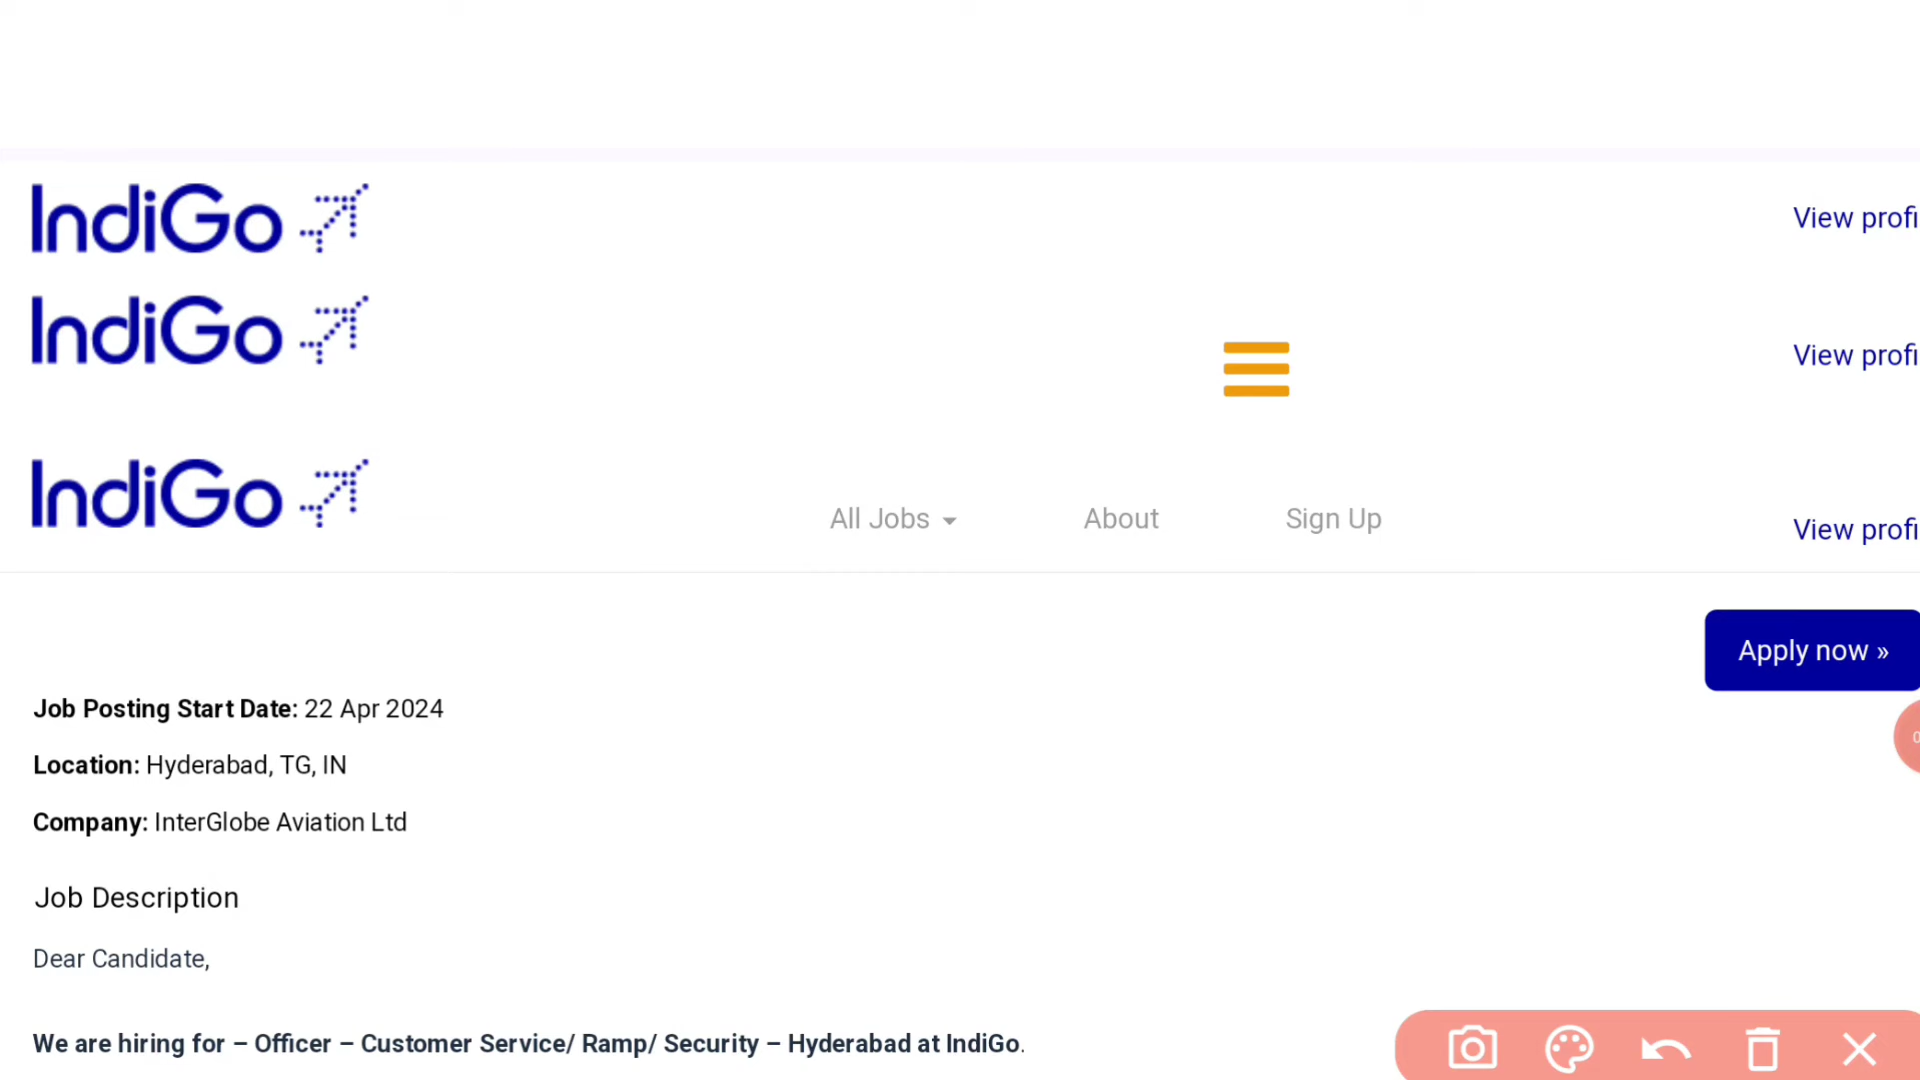 IndiGo
View profi
IndiGo
View profi
IndiGo
All Jobs
About
Sign Up
View profi
Apply now »
Job Posting Start Date: 22 Apr 2024
0
Location: Hyderabad, TG, IN
Company: InterGlobe Aviation Ltd
Job Description
Dear Candidate,
We are hiring for – Officer – Customer Service/ Ramp/ Security – Hyderabad at IndiGo.